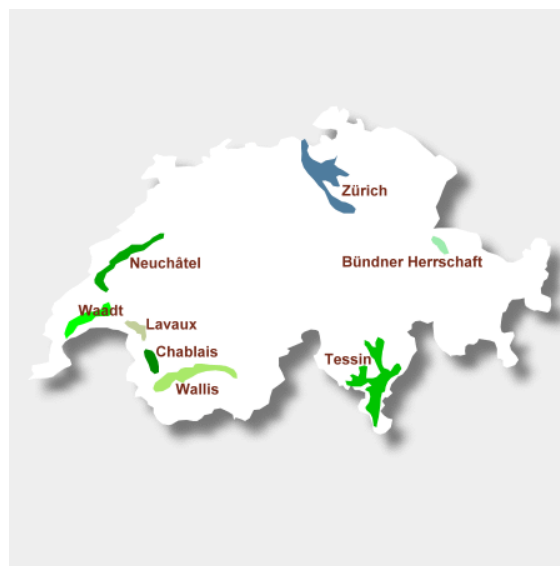 Zürich
Neuchâtel
Bündner Herrschaft
Waadt
Lavaux
Chablais
Tessin
Wallis